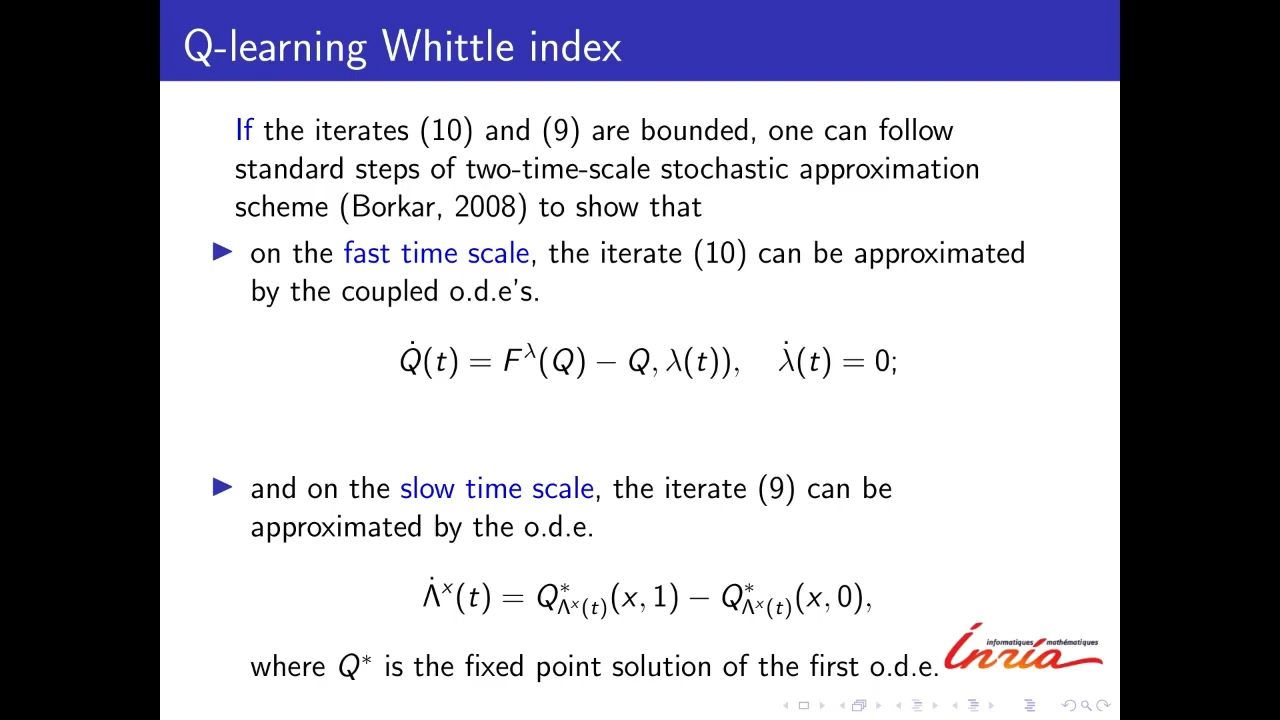 Q-learning Whittle index
If the iterates (10) and (9) are bounded, one can follow
standard steps of two-time-scale stochastic approximation
scheme (Borkar, 2008) to show that
▶ on the fast time scale, the iterate (10) can be approximated
by the coupled o.d.e's.
Q̇(t) = F^λ(Q) − Q, λ(t)), λ̇(t) = 0;
▶ and on the slow time scale, the iterate (9) can be
approximated by the o.d.e.
Λ̇^x(t) = Q*_{Λ^x(t)}(x, 1) − Q*_{Λ^x(t)}(x, 0),
where Q* is the fixed point solution of the first o.d.e.
informatiques mathématiques
Inria